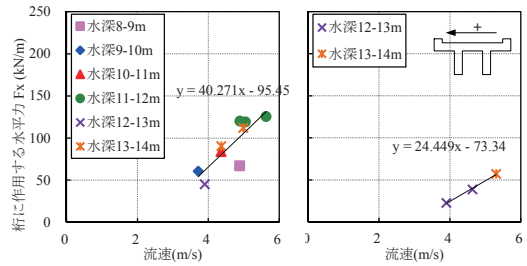 桁に作用する水平力 Fx (kN/m)
250
200
150
100
50
0
水深8-9m
水深9-10m
水深10-11m
水深11-12m
水深12-13m
水深13-14m
y = 40.271x - 95.45
0 2 4 6
流速(m/s)
水深12-13m
水深13-14m
+
y = 24.449x - 73.34
0 2 4 6
流速(m/s)